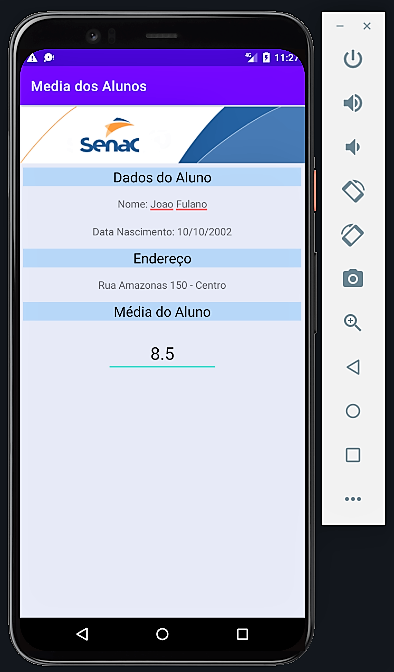 4G 11:27
Media dos Alunos
Senac
Dados do Aluno
Nome: Joao Fulano
Data Nascimento: 10/10/2002
Endereço
Rua Amazonas 150 - Centro
Média do Aluno
8.5